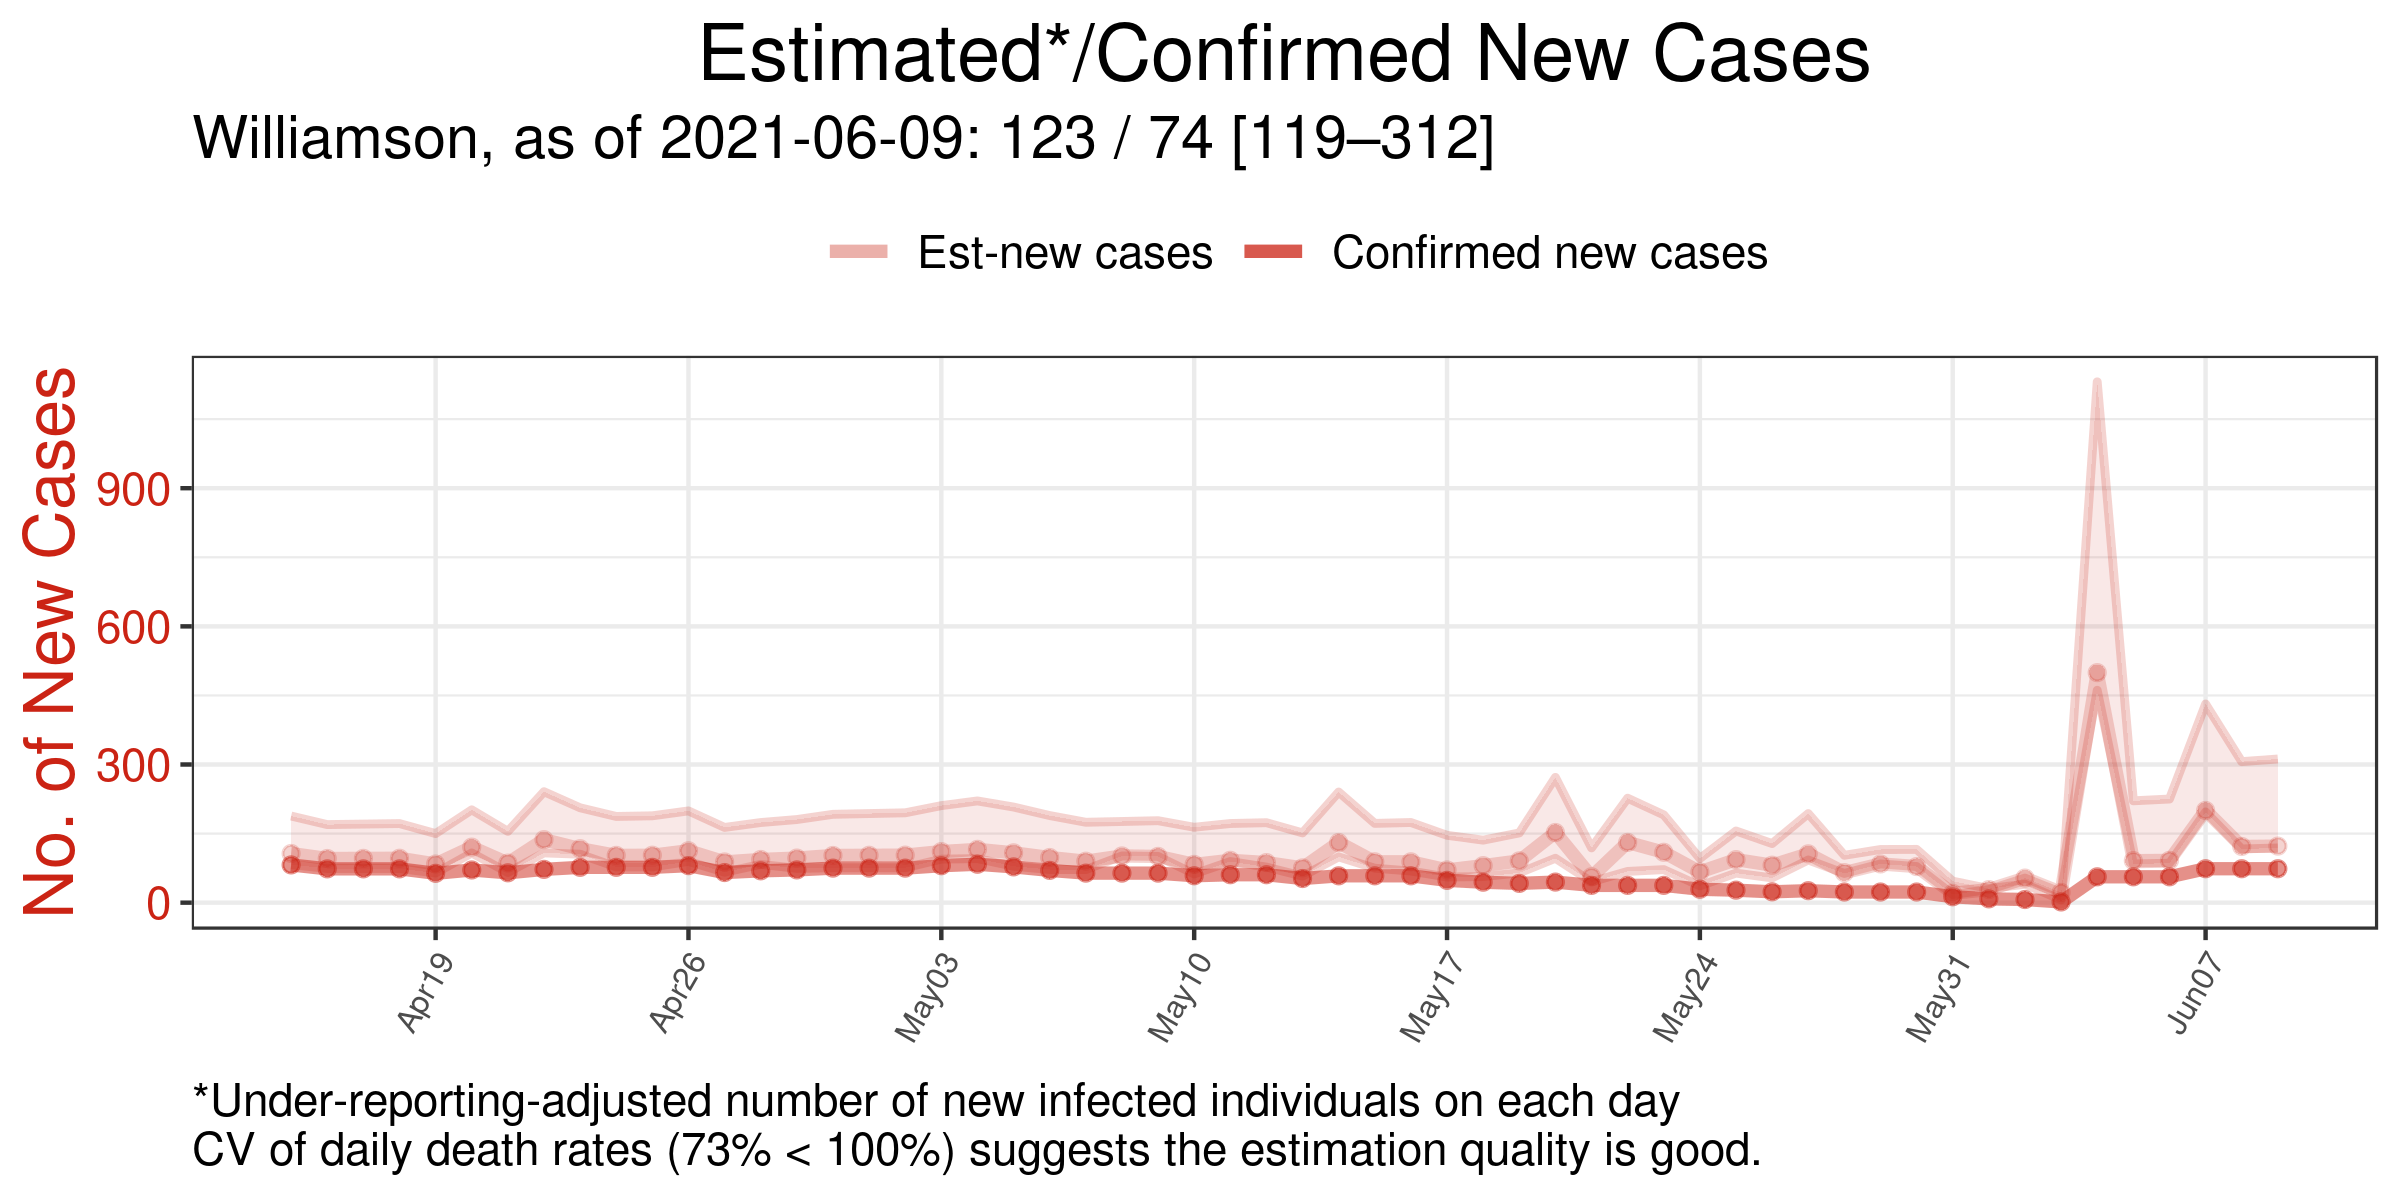 Estimated*/Confirmed New Cases
Williamson, as of 2021-06-09: 123 / 74 [119–312]
Est-new cases
Confirmed new cases
No. of New Cases
900
600
300
0
Apr19
Apr26
May03
May10
May17
May24
May31
Jun07
*Under-reporting-adjusted number of new infected individuals on each day
CV of daily death rates (73% < 100%) suggests the estimation quality is good.